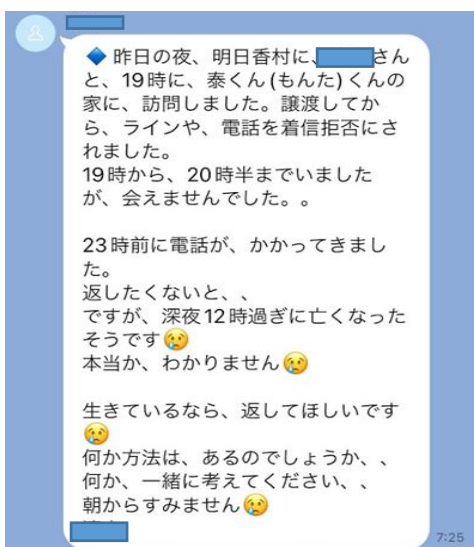 昨日の夜、明日香村に、さん
と、19時に、泰くん(もんた)くんの
家に、訪問しました。譲渡してか
ら、ラインや、電話を着信拒否にさ
れました。
19時から、20時半までいました
が、会えませんでした。。
23時前に電話が、かかってきまし
た。
返したくないと、、
ですが、深夜12時過ぎに亡くなった
そうです😢
本当か、わかりません😢
生きているなら、返してほしいです
😢
何か方法は、あるのでしょうか、、
何か、一緒に考えてください、、
朝からすみません😢
7:25